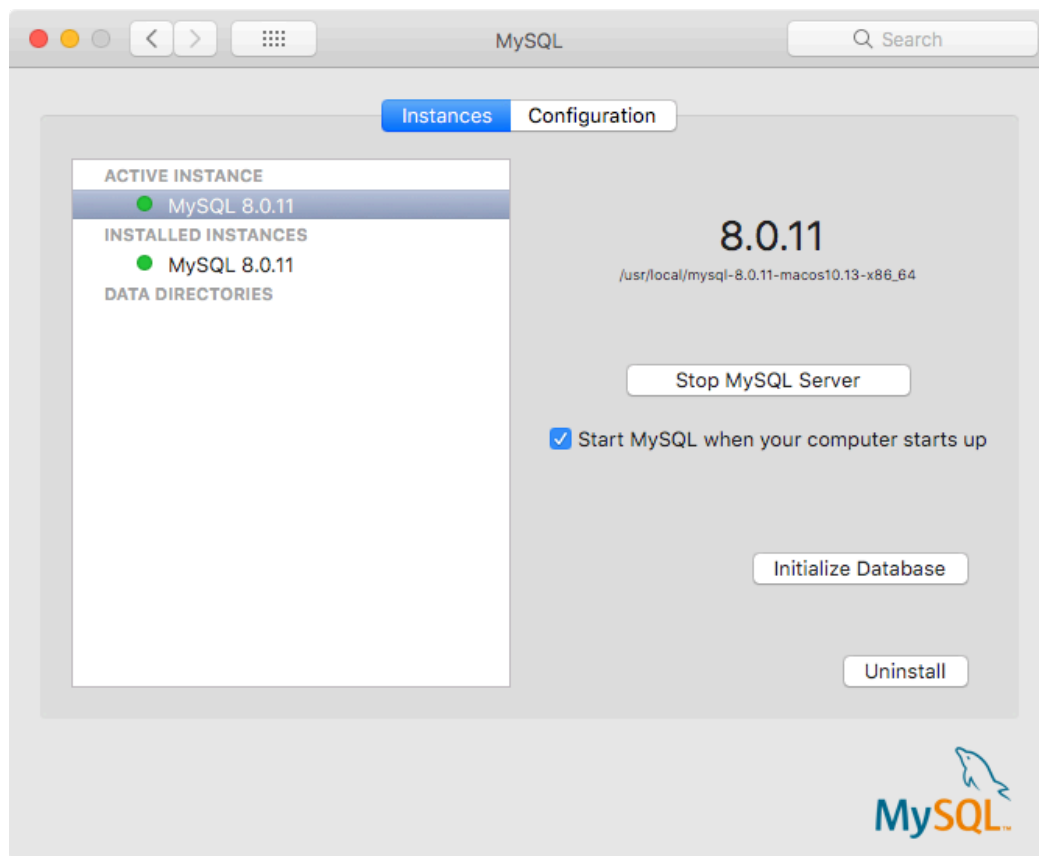 MySQL
Search
Instances
Configuration
ACTIVE INSTANCE
MySQL 8.0.11
INSTALLED INSTANCES
MySQL 8.0.11
DATA DIRECTORIES
8.0.11
/usr/local/mysql-8.0.11-macos10.13-x86_64
Stop MySQL Server
Start MySQL when your computer starts up
Initialize Database
Uninstall
MySQL™